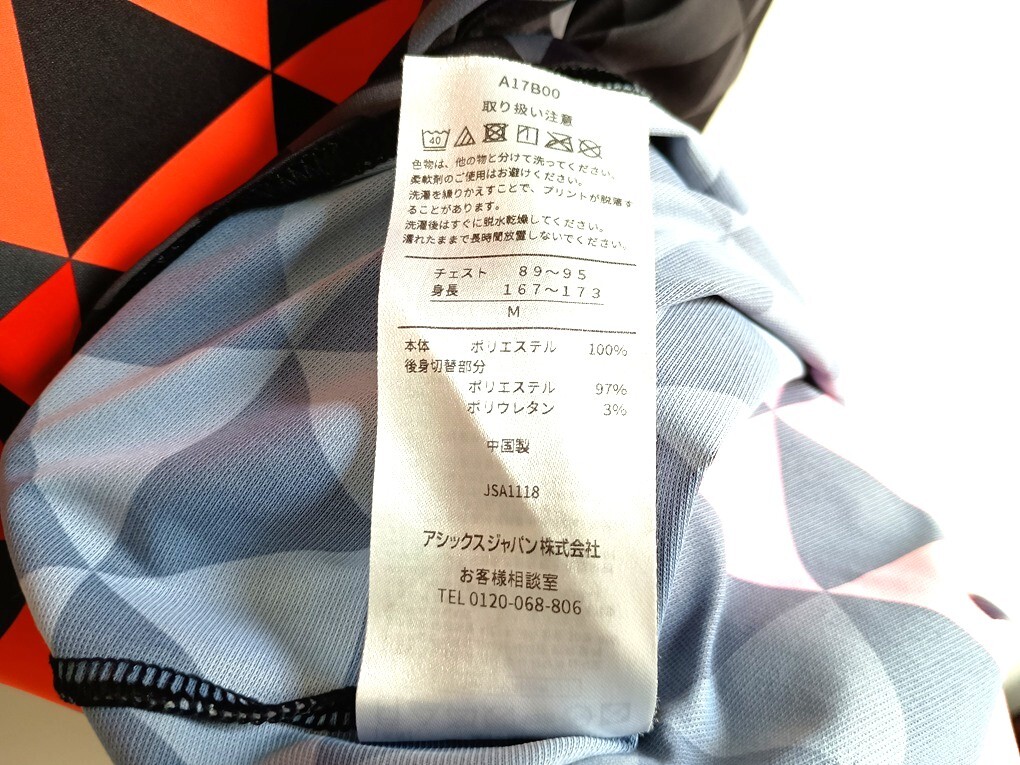 A17B00
取り扱い注意
40
色物は、他の物と分けて洗ってください。
柔軟剤のご使用はお避けください。
洗濯を繰りかえすことで、プリントが脱落す
ることがあります。
洗濯後はすぐに脱水乾燥してください。
濡れたままで長時間放置しないでください。
チェスト 89～95
身長 167～173
M
本体 ポリエステル 100%
後身切替部分
ポリエステル 97%
ポリウレタン 3%
中国製
JSA1118
アシックスジャパン株式会社
お客様相談室
TEL 0120-068-806